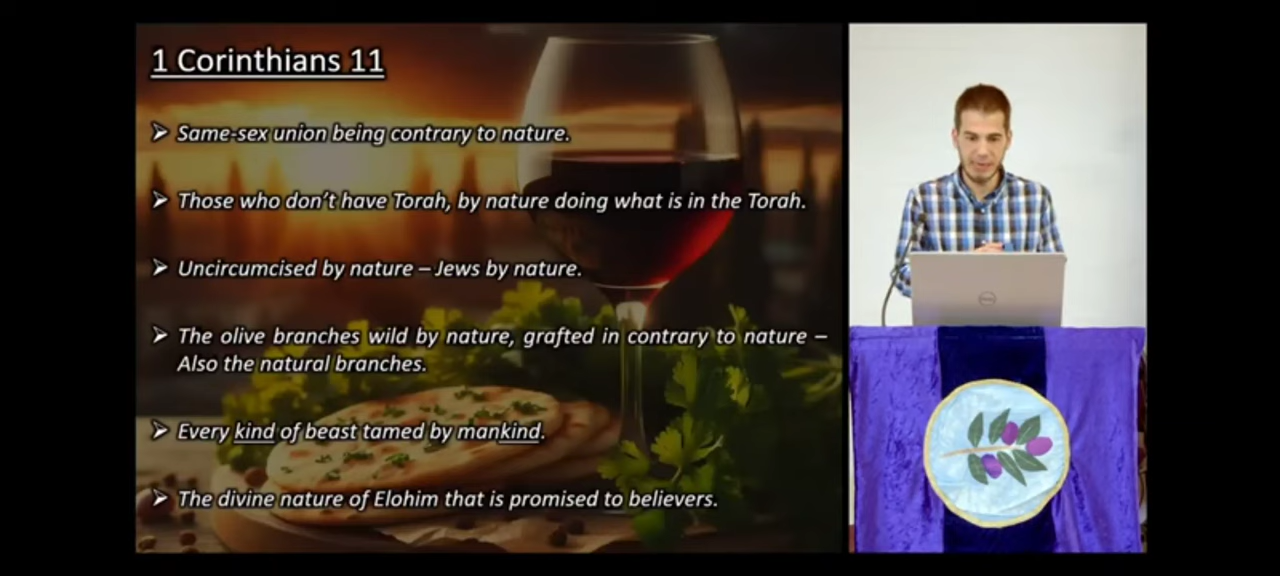 1 Corinthians 11
➢ Same-sex union being contrary to nature.
➢ Those who don't have Torah, by nature doing what is in the Torah.
➢ Uncircumcised by nature – Jews by nature.
➢ The olive branches wild by nature, grafted in contrary to nature –
Also the natural branches.
➢ Every kind of beast tamed by mankind.
➢ The divine nature of Elohim that is promised to believers.
DELL